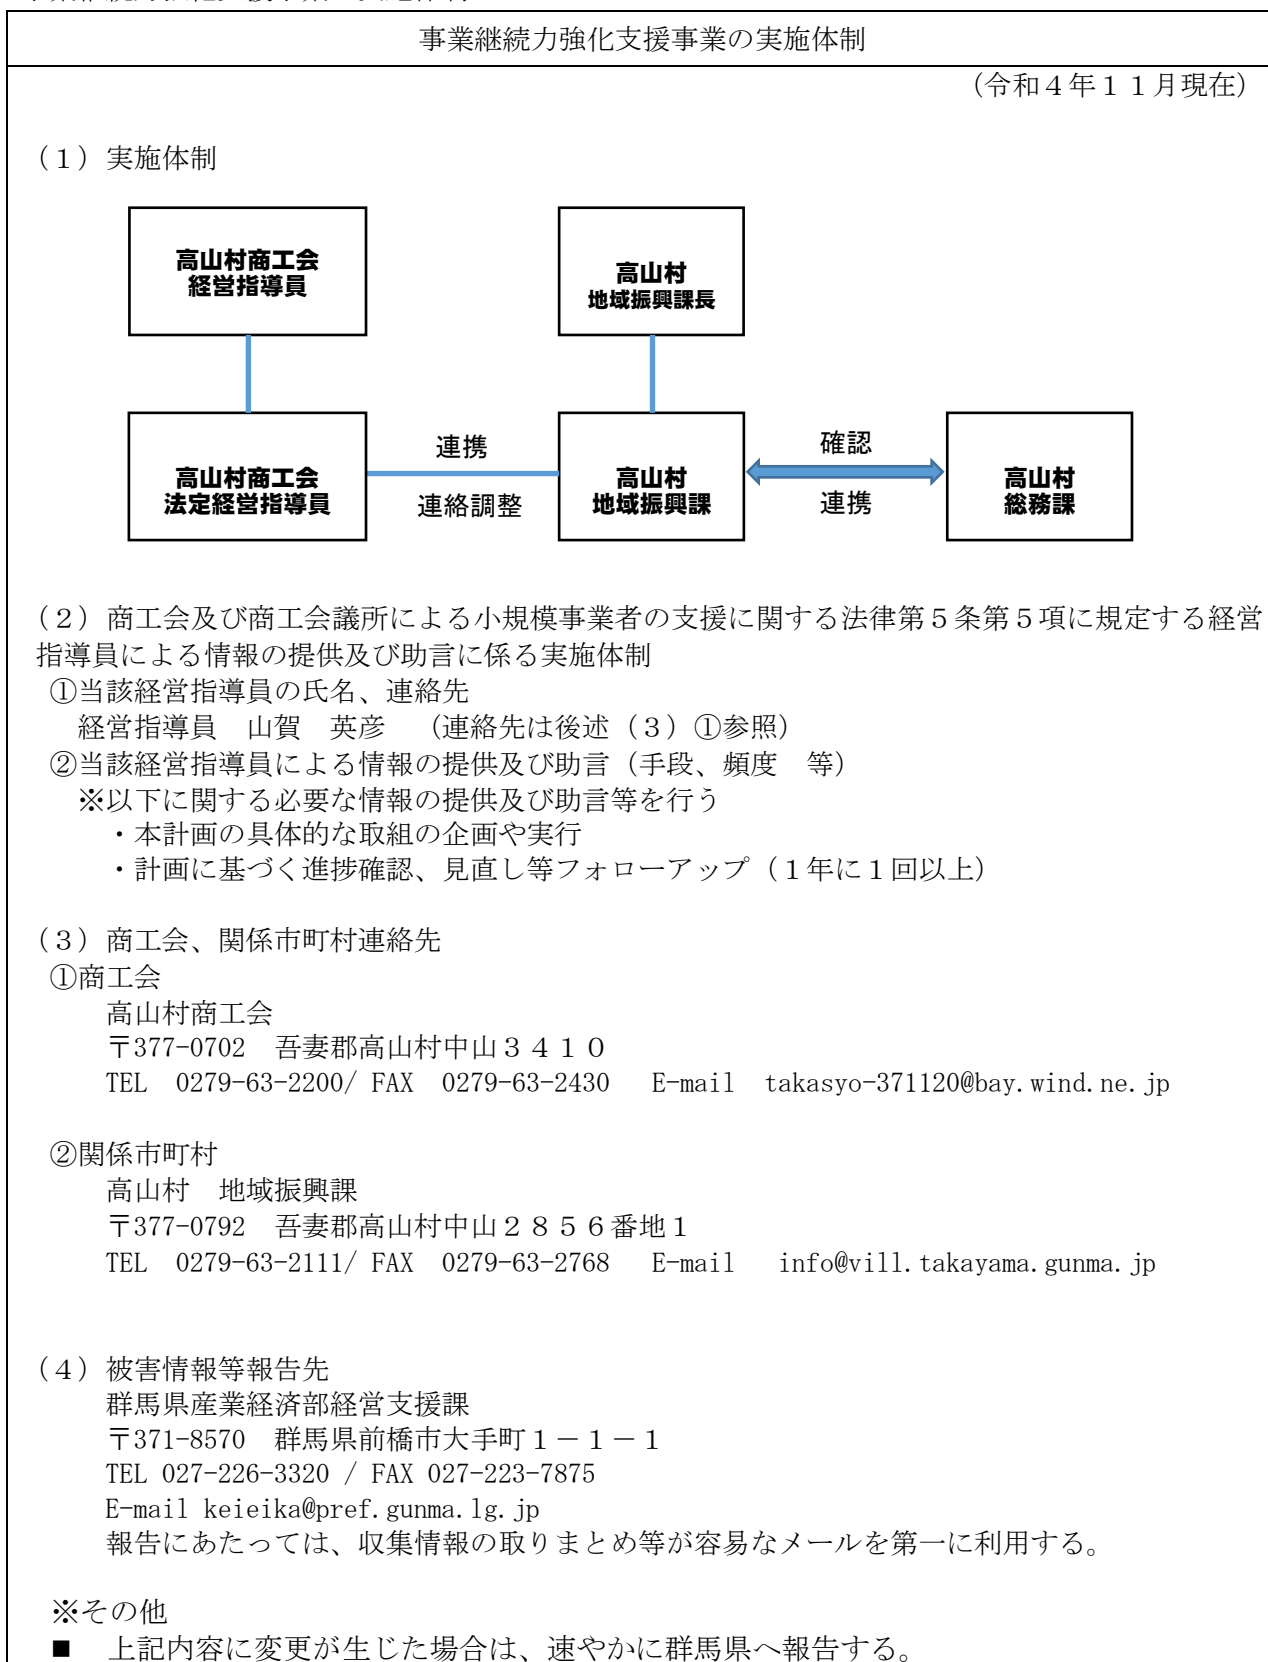 事業継続力強化支援事業の実施体制
（令和４年１１月現在）
（１）実施体制
高山村商工会
経営指導員
高山村
地域振興課長
高山村商工会
法定経営指導員
連携
連絡調整
高山村
地域振興課
確認
連携
高山村
総務課
（２）商工会及び商工会議所による小規模事業者の支援に関する法律第５条第５項に規定する経営
指導員による情報の提供及び助言に係る実施体制
①当該経営指導員の氏名、連絡先
経営指導員　山賀　英彦　（連絡先は後述（３）①参照）
②当該経営指導員による情報の提供及び助言（手段、頻度　等）
※以下に関する必要な情報の提供及び助言等を行う
・本計画の具体的な取組の企画や実行
・計画に基づく進捗確認、見直し等フォローアップ（１年に１回以上）
（３）商工会、関係市町村連絡先
①商工会
高山村商工会
〒377-0702　吾妻郡高山村中山３４１０
TEL　0279-63-2200/ FAX　0279-63-2430　 E-mail　takasyo-371120@bay.wind.ne.jp
②関係市町村
高山村　地域振興課
〒377-0792　吾妻郡高山村中山２８５６番地１
TEL　0279-63-2111/ FAX　0279-63-2768　 E-mail　 info@vill.takayama.gunma.jp
（４）被害情報等報告先
群馬県産業経済部経営支援課
〒371-8570　群馬県前橋市大手町１－１－１
TEL 027-226-3320 / FAX 027-223-7875
E-mail keieika@pref.gunma.lg.jp
報告にあたっては、収集情報の取りまとめ等が容易なメールを第一に利用する。
※その他
■　上記内容に変更が生じた場合は、速やかに群馬県へ報告する。